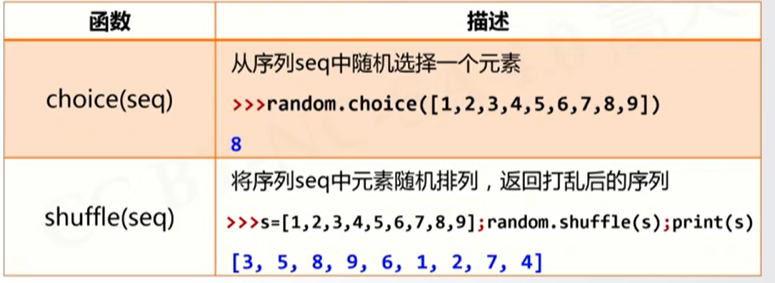 函数 描述
从序列seq中随机选择一个元素
choice(seq)
>>>random.choice([1,2,3,4,5,6,7,8,9])
8
将序列seq中元素随机排列，返回打乱后的序列
shuffle(seq)
>>>s=[1,2,3,4,5,6,7,8,9];random.shuffle(s);print(s)
[3, 5, 8, 9, 6, 1, 2, 7, 4]